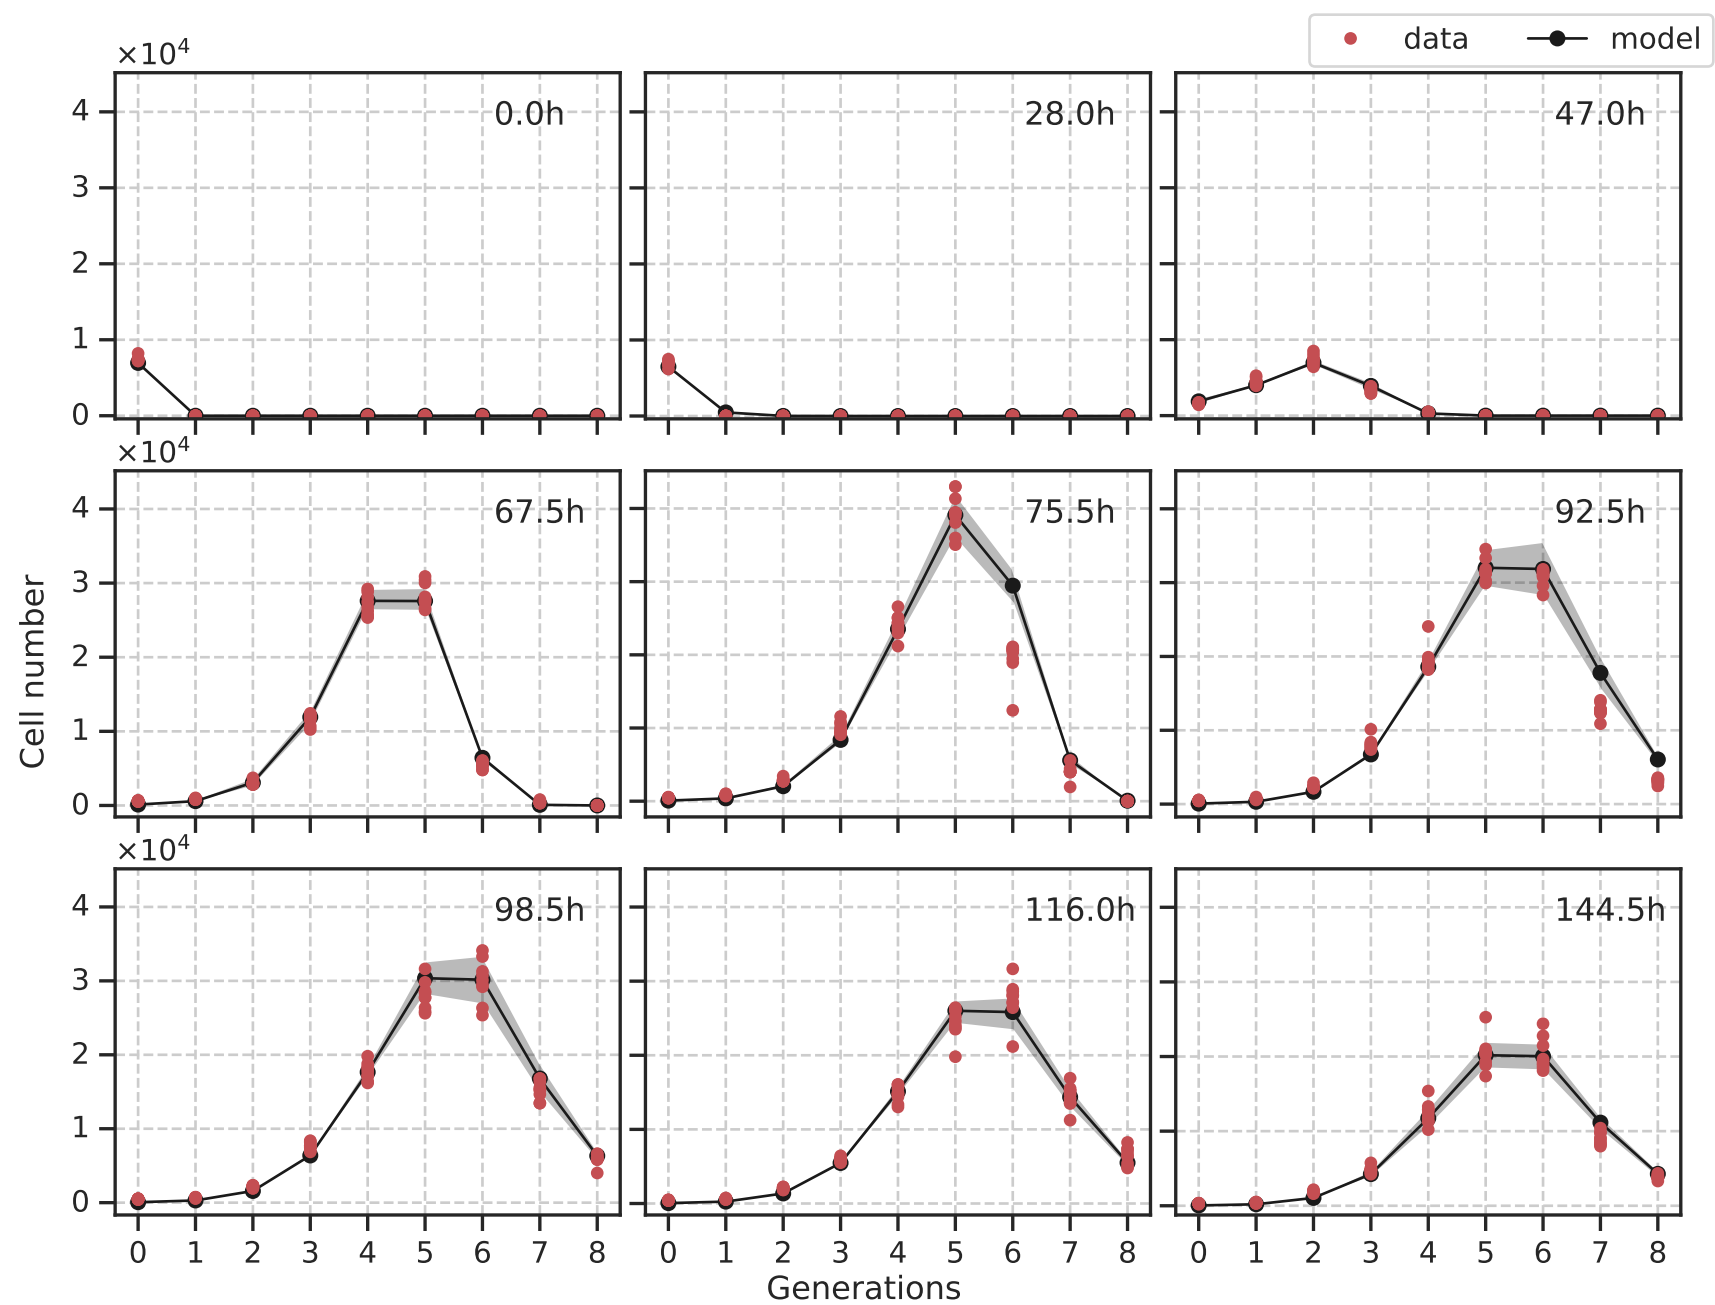 data model
×10⁴
4 0.0h 28.0h 47.0h
3
2
1
0
×10⁴
4 67.5h 75.5h 92.5h
3
2
1
0
Cell number
×10⁴
4 98.5h 116.0h 144.5h
3
2
1
0
0 1 2 3 4 5 6 7 8 0 1 2 3 4 5 6 7 8 0 1 2 3 4 5 6 7 8
Generations